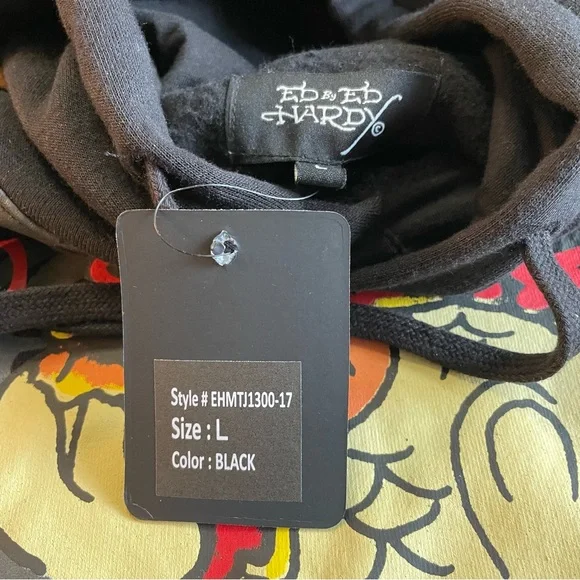 ED By ED
HARDY ©
L
Style # EHMTJ1300-17
Size : L
Color : BLACK